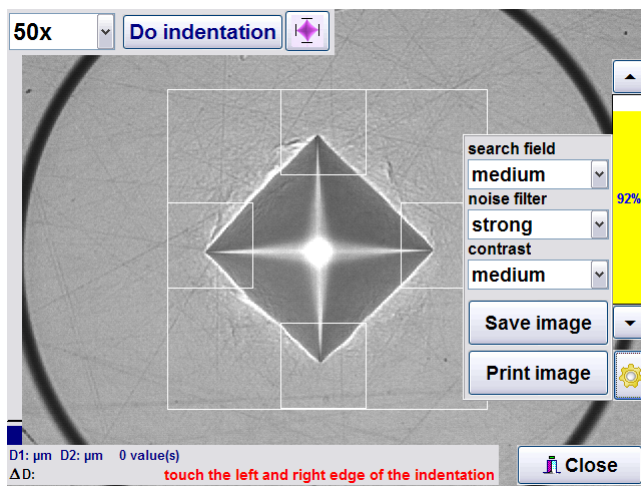 50x
Do indentation
search field
medium
noise filter
92%
strong
contrast
medium
Save image
Print image
D1: µm D2: µm 0 value(s)
ΔD:
touch the left and right edge of the indentation
Close